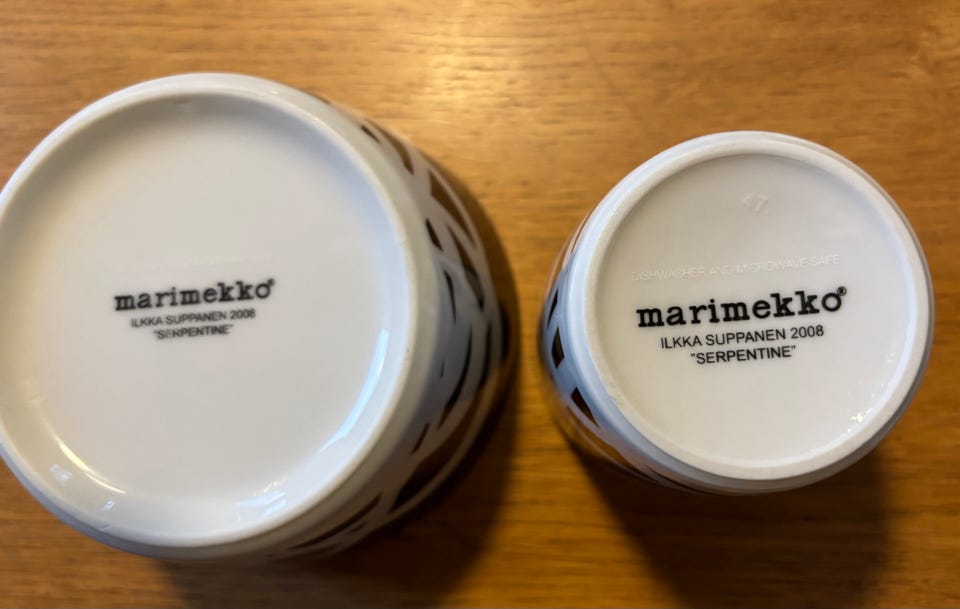 marimekko®
ILKKA SUPPANEN 2008
"SERPENTINE"
47.
DISHWASHER AND MICROWAVE SAFE
marimekko®
ILKKA SUPPANEN 2008
"SERPENTINE"